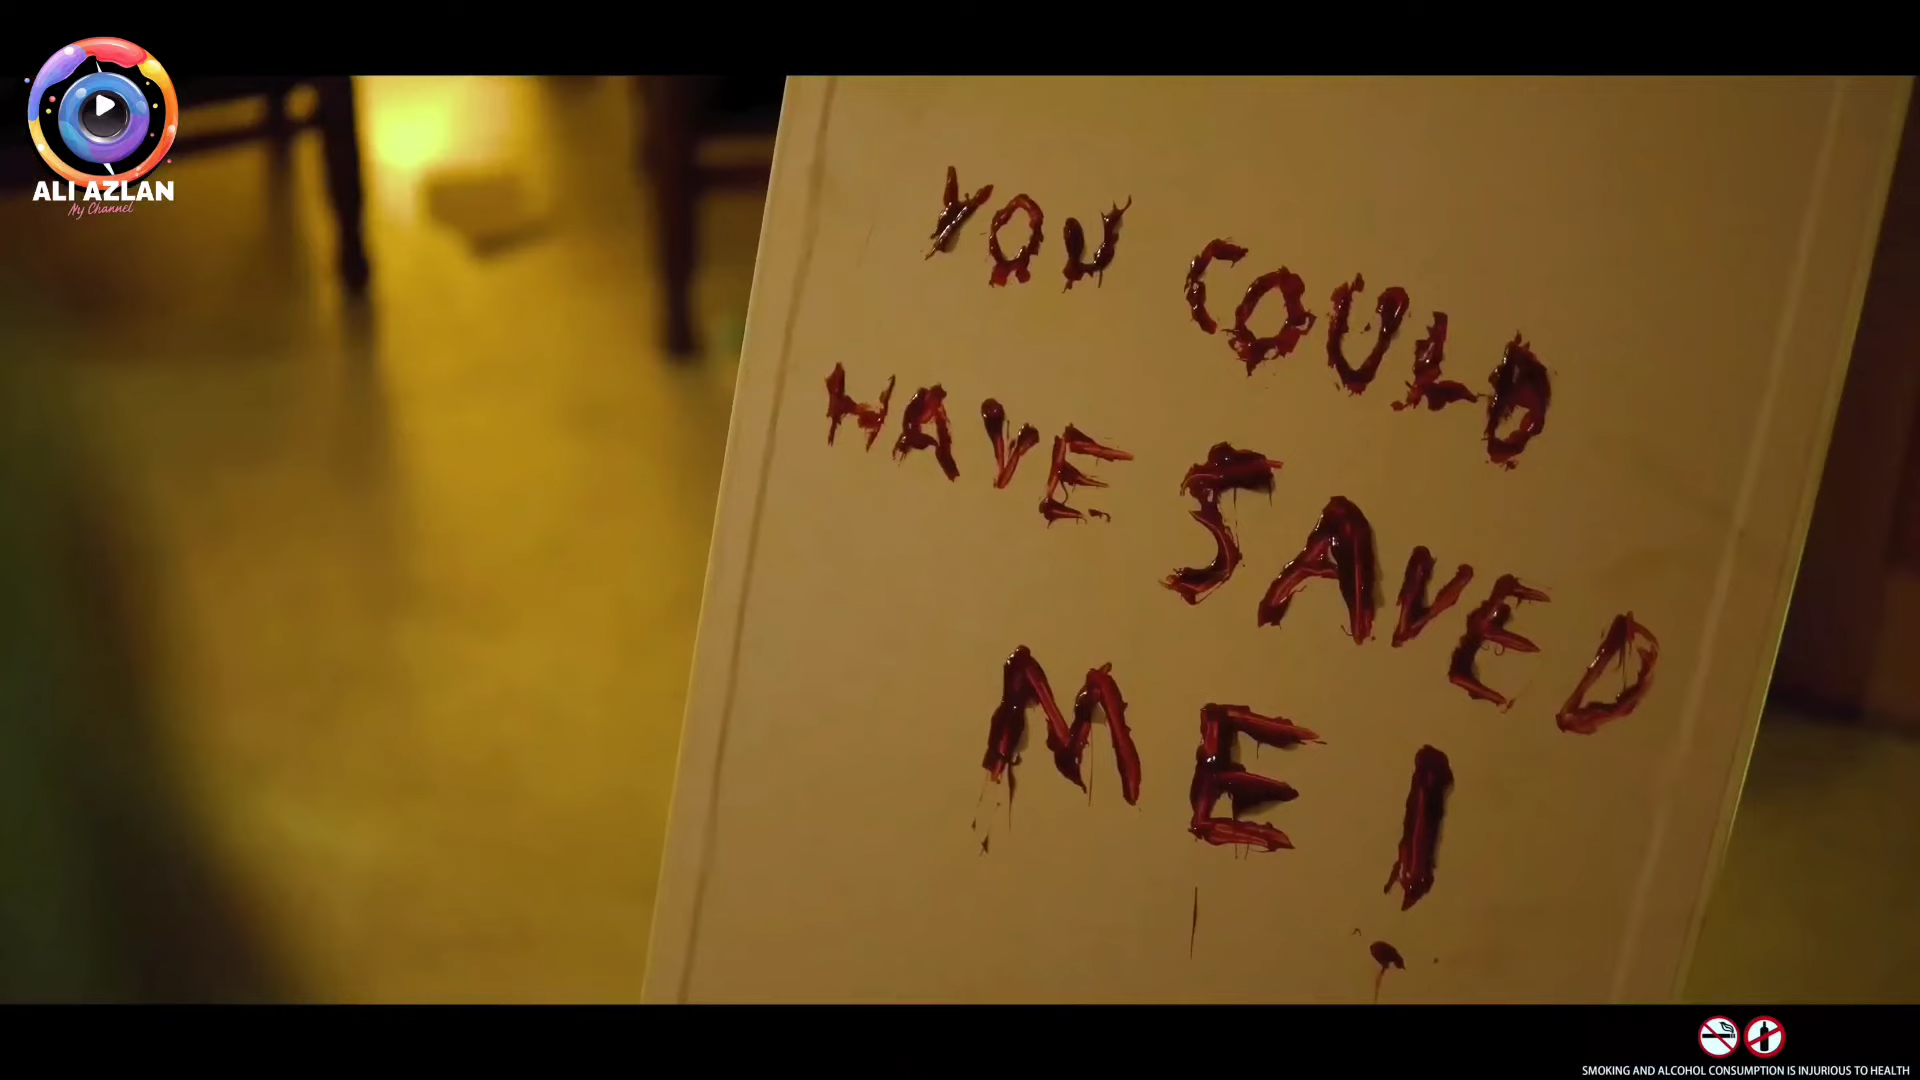 ALI AZLAN
My Channel
YOU COULD
HAVE SAVED
ME!
SMOKING AND ALCOHOL CONSUMPTION IS INJURIOUS TO HEALTH